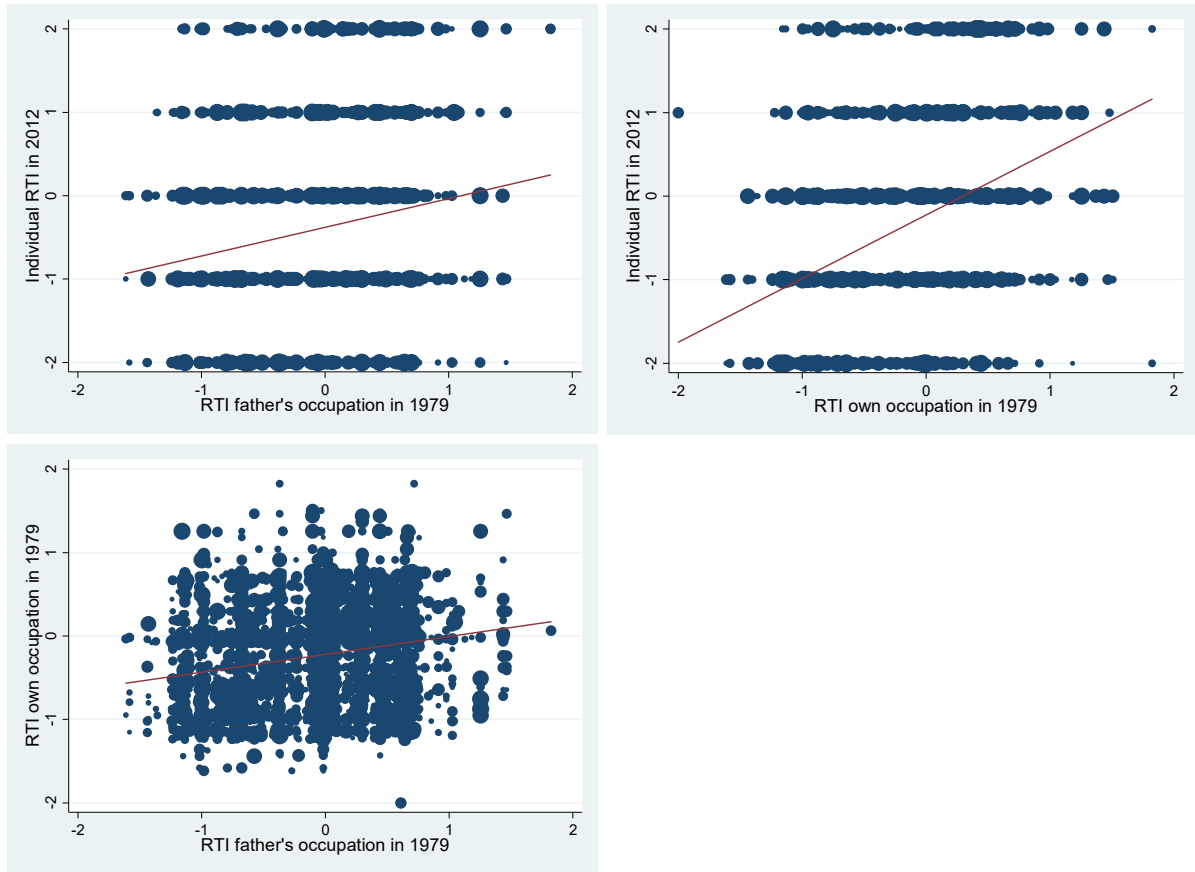 2
1
0
-1
-2
Individual RTI in 2012
-2 -1 0 1 2
RTI father's occupation in 1979
2
1
0
-1
-2
Individual RTI in 2012
-2 -1 0 1 2
RTI own occupation in 1979
2
1
0
-1
-2
RTI own occupation in 1979
-2 -1 0 1 2
RTI father's occupation in 1979